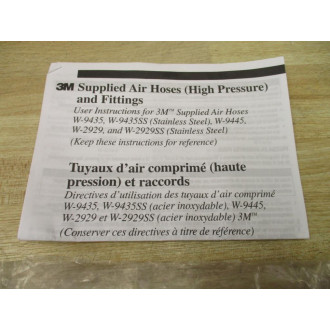 3M Supplied Air Hoses (High Pressure)
and Fittings
User Instructions for 3M™ Supplied Air Hoses
W-9435, W-9435SS (Stainless Steel), W-9445,
W-2929, and W-2929SS (Stainless Steel)
(Keep these instructions for reference)
Tuyaux d'air comprimé (haute
pression) et raccords
Directives d'utilisation des tuyaux d'air comprimé
W-9435, W-9435SS (acier inoxydable), W-9445,
W-2929 et W-2929SS (acier inoxydable) 3M™
(Conserver ces directives à titre de référence)